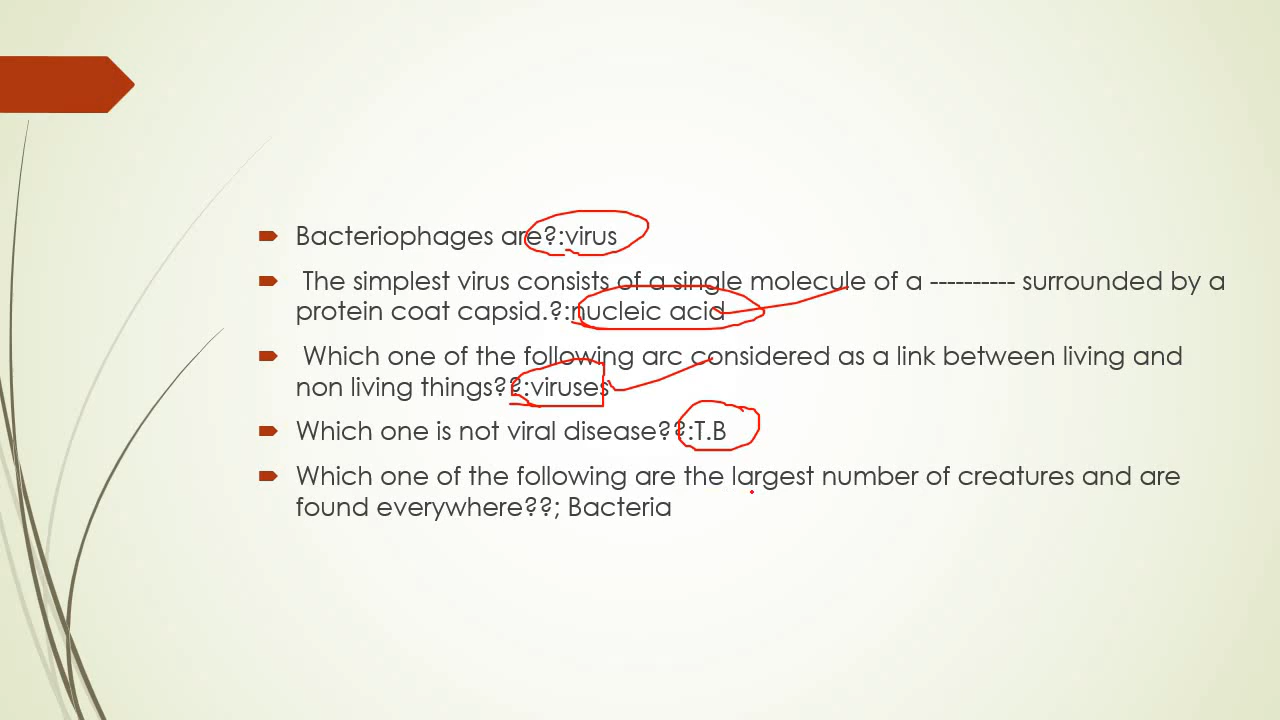 Bacteriophages are?:virus
The simplest virus consists of a single molecule of a ---------- surrounded by a
protein coat capsid.?:nucleic acid
Which one of the following arc considered as a link between living and
non living things??:viruses
Which one is not viral disease??:T.B
Which one of the following are the largest number of creatures and are
found everywhere??; Bacteria